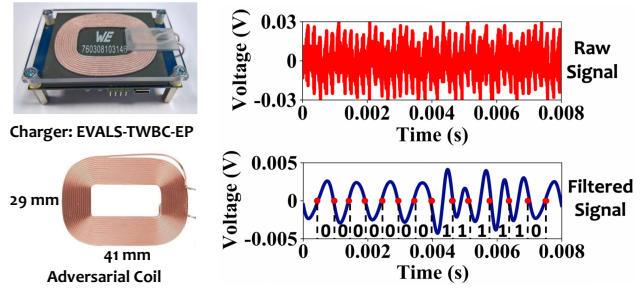 WE
760308103146
Charger: EVALS-TWBC-EP
29 mm
41 mm
Adversarial Coil
Voltage (V)
0.03
0
-0.03
0 0.002 0.004 0.006 0.008
Time (s)
Raw
Signal
Voltage (V)
0.005
0
-0.005
0 0 0 0 0 0 0 1 1 1 1 1 0
0 0.002 0.004 0.006 0.008
Time (s)
Filtered
Signal